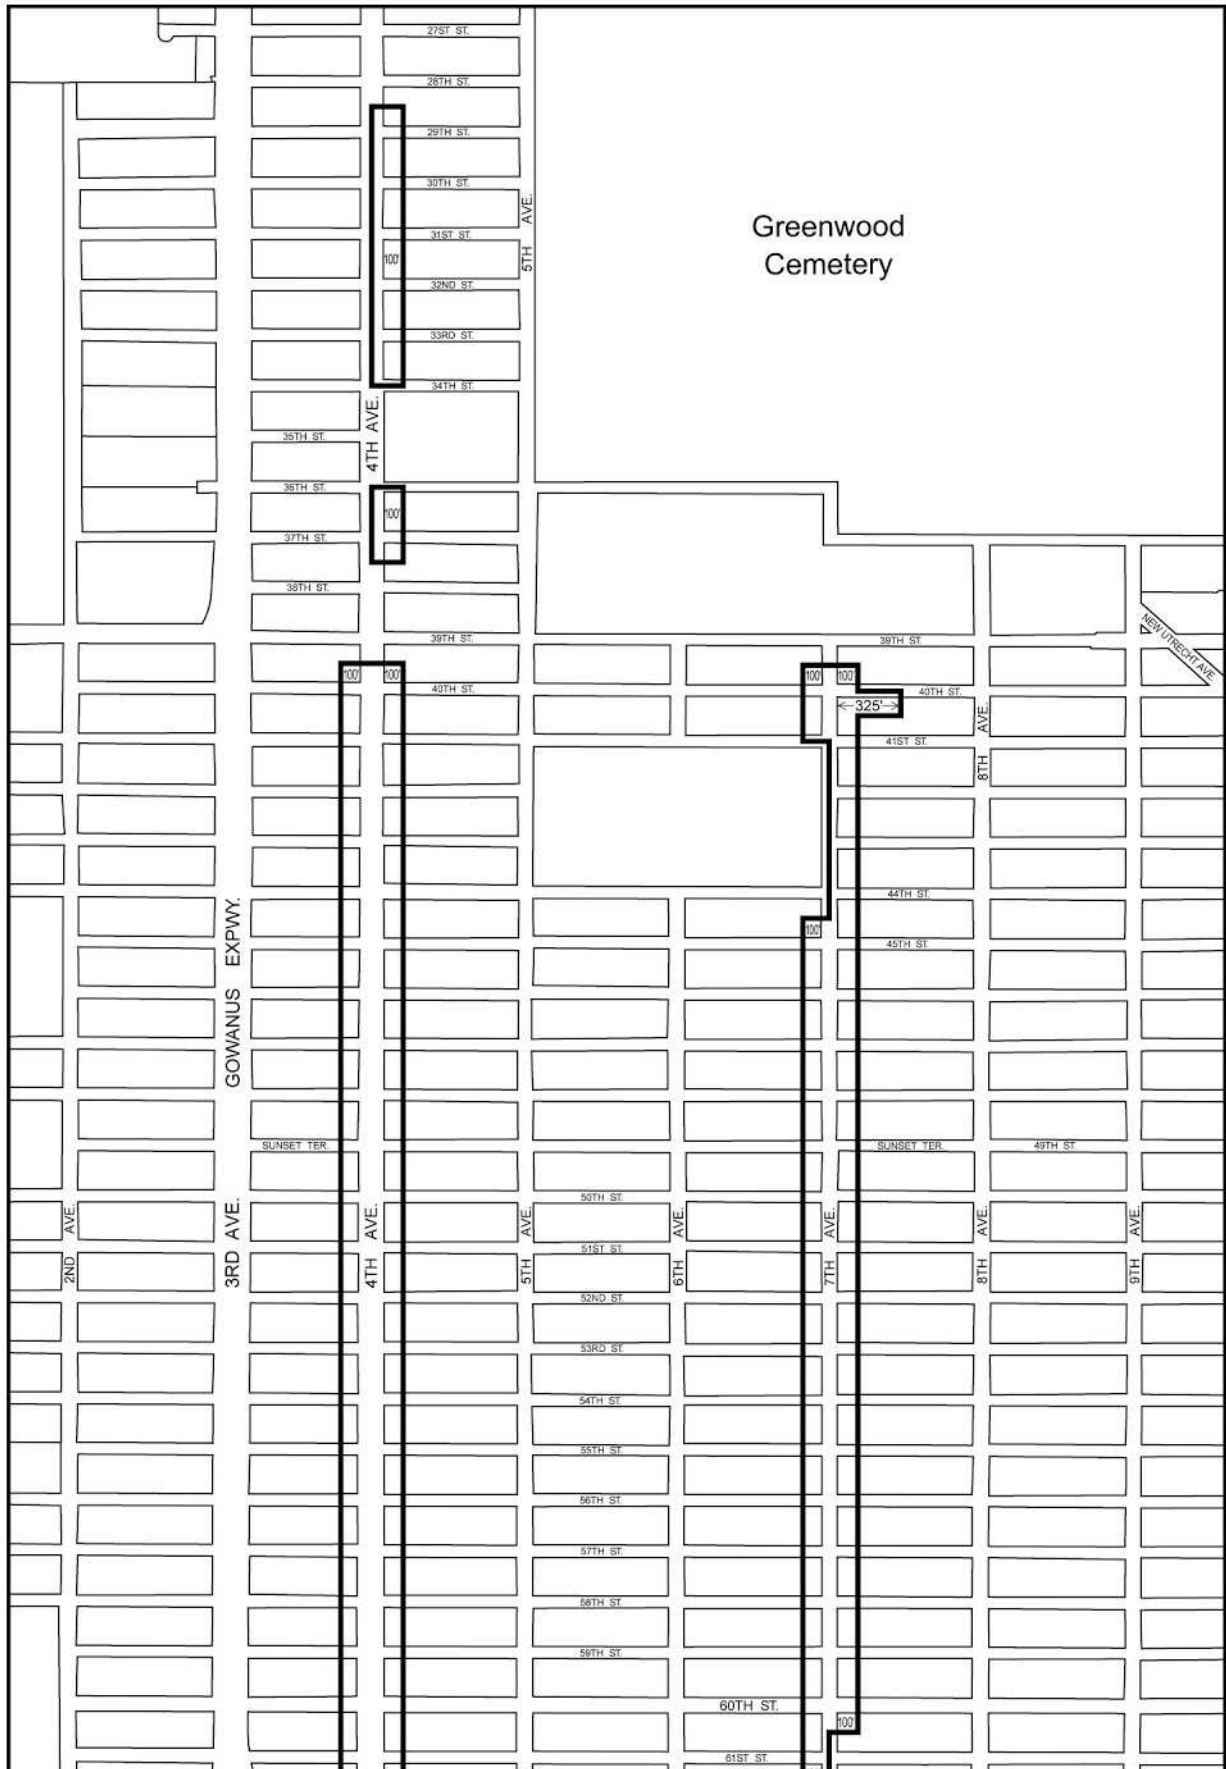 27ST ST.
28TH ST.
29TH ST.
30TH ST.
5TH AVE.
31ST ST.
100'
32ND ST.
33RD ST.
34TH ST.
Greenwood
Cemetery
4TH AVE.
35TH ST.
36TH ST.
100'
37TH ST.
38TH ST.
39TH ST.
39TH ST.
NEW UTRECHT AVE.
100'
100'
40TH ST.
100'
100'
40TH ST.
325'
41ST ST.
8TH AVE.
44TH ST.
100'
45TH ST.
GOWANUS EXPWY.
SUNSET TER.
SUNSET TER.
49TH ST.
50TH ST.
2ND AVE.
3RD AVE.
4TH AVE.
5TH AVE.
6TH AVE.
7TH AVE.
8TH AVE.
9TH AVE.
51ST ST.
52ND ST.
53RD ST.
54TH ST.
55TH ST.
56TH ST.
57TH ST.
58TH ST.
59TH ST.
60TH ST.
100'
61ST ST.